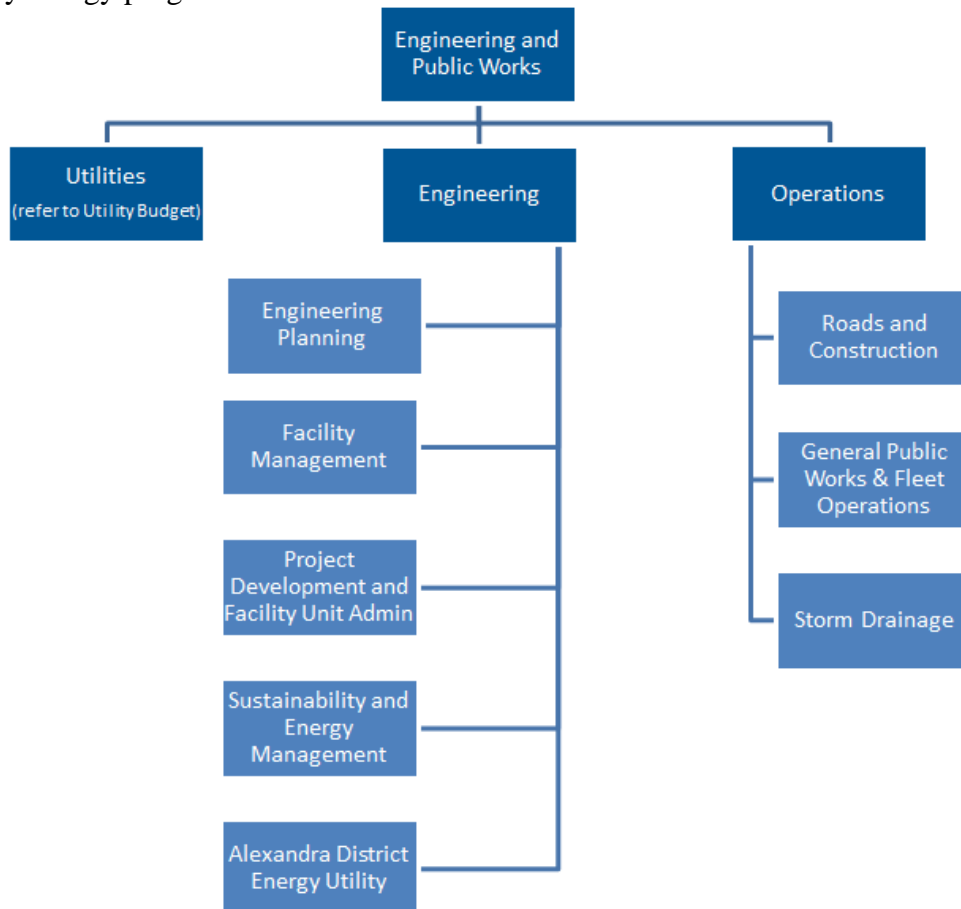 Engineering and
Public Works
Utilities
(refer to Utility Budget)
Engineering
Operations
Engineering
Planning
Facility
Management
Project
Development and
Facility Unit Admin
Sustainability and
Energy
Management
Alexandra District
Energy Utility
Roads and
Construction
General Public
Works & Fleet
Operations
Storm Drainage